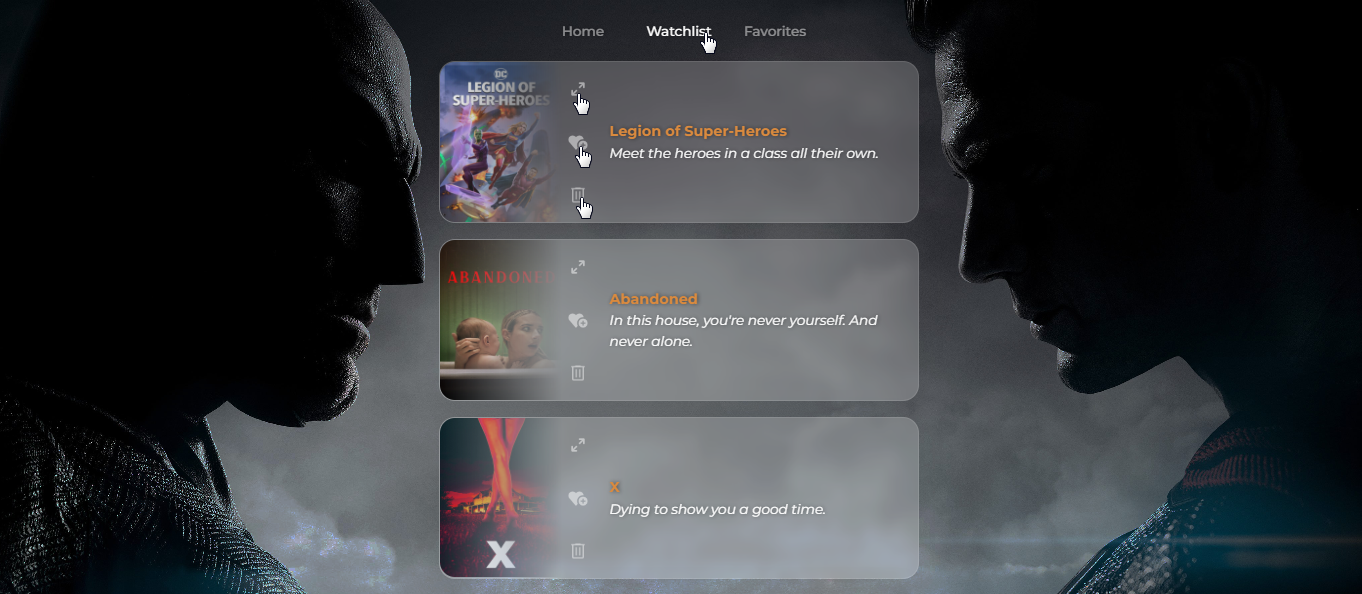 Home Watchlist Favorites
DC
LEGION OF
SUPER-HEROES
Legion of Super-Heroes
Meet the heroes in a class all their own.
ABANDONED
Abandoned
In this house, you're never yourself. And
never alone.
X
Dying to show you a good time.
X